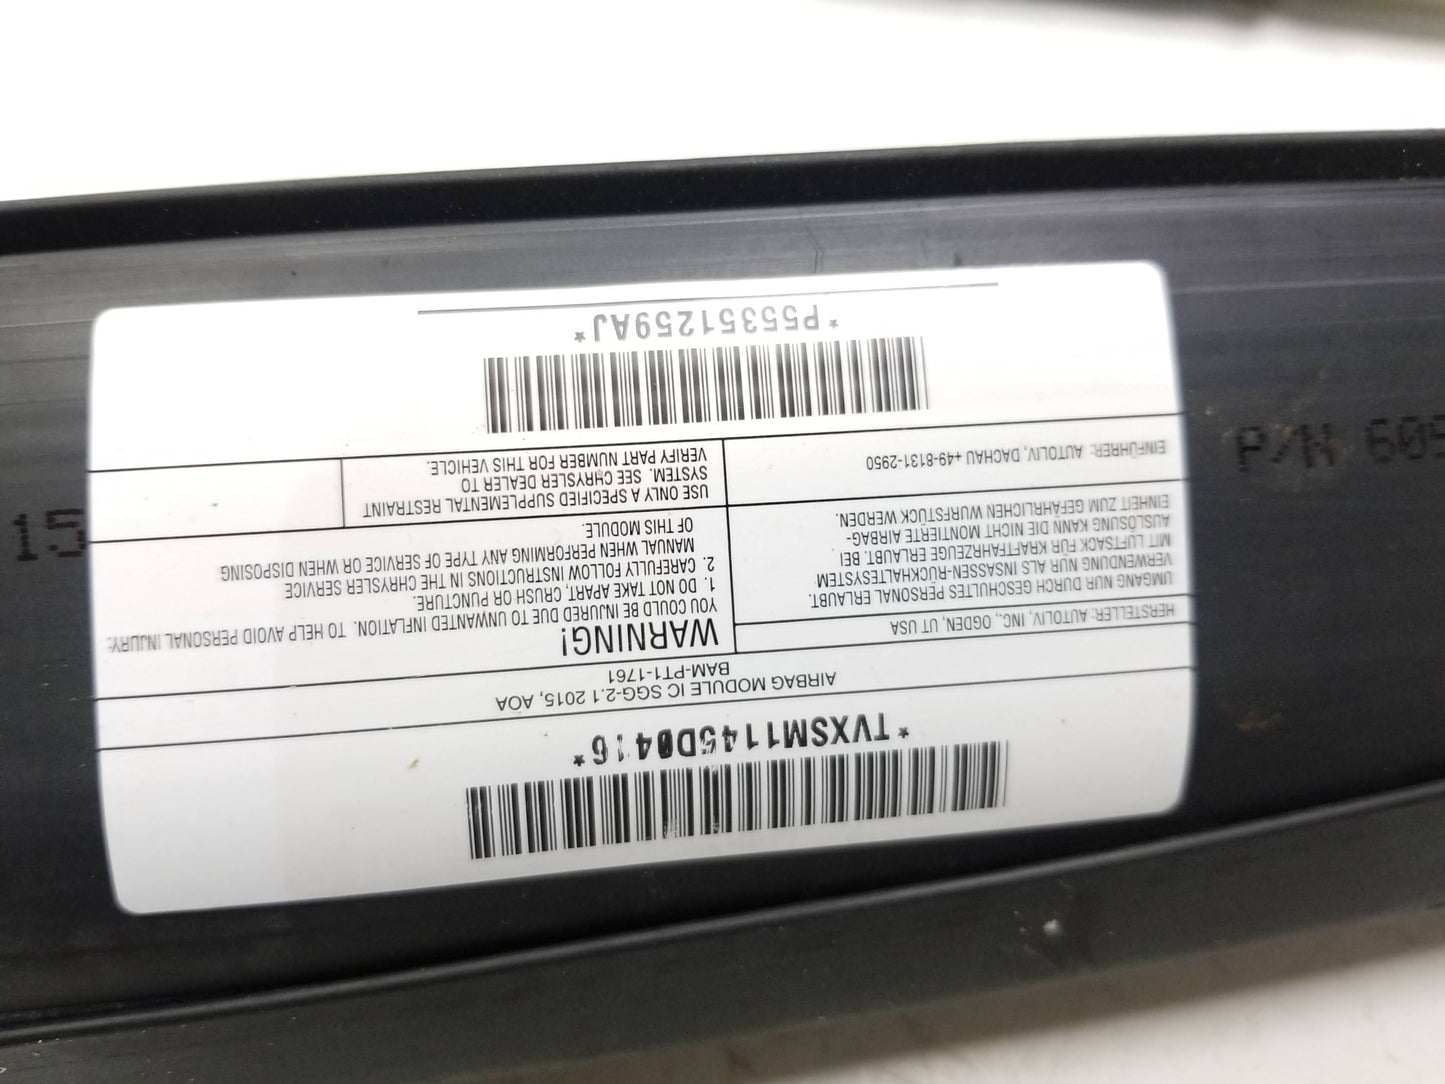 *TVXSM1145D0416*
AIRBAG MODULE IC SGG-2.1 2015, AOA
BAM-PT1-1761
HERSTELLER: AUTOLIV, INC., OGDEN, UT USA
UMGANG NUR DURCH GESCHULTES PERSONAL ERLAUBT.
VERWENDUNG NUR ALS INSASSEN-RÜCKHALTESYSTEM
MIT LUFTSACK FÜR KRAFTFAHRZEUGE ERLAUBT. BEI
AUSLÖSUNG KANN DIE NICHT MONTIERTE AIRBAG-
EINHEIT ZUM GEFÄHRLICHEN WURFSTÜCK WERDEN.
EINFÜHRER: AUTOLIV, DACHAU +49-8131-2950
WARNING!
YOU COULD BE INJURED DUE TO UNWANTED INFLATION. TO HELP AVOID PERSONAL INJURY:
1. DO NOT TAKE APART, CRUSH OR PUNCTURE.
2. CAREFULLY FOLLOW INSTRUCTIONS IN THE CHRYSLER SERVICE
MANUAL WHEN PERFORMING ANY TYPE OF SERVICE OR WHEN DISPOSING
OF THIS MODULE.
USE ONLY A SPECIFIED SUPPLEMENTAL RESTRAINT
SYSTEM. SEE CHRYSLER DEALER TO
VERIFY PART NUMBER FOR THIS VEHICLE.
*P55351259AJ*
P/N 609
15